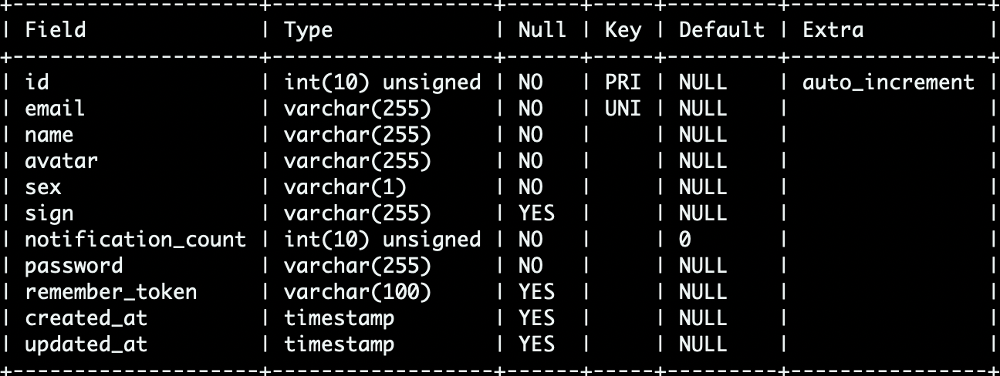 +--------------------+------------------+------+-----+---------+----------------+
| Field              | Type             | Null | Key | Default | Extra          |
+--------------------+------------------+------+-----+---------+----------------+
| id                 | int(10) unsigned | NO   | PRI | NULL    | auto_increment |
| email              | varchar(255)     | NO   | UNI | NULL    |                |
| name               | varchar(255)     | NO   |     | NULL    |                |
| avatar             | varchar(255)     | NO   |     | NULL    |                |
| sex                | varchar(1)       | NO   |     | NULL    |                |
| sign               | varchar(255)     | YES  |     | NULL    |                |
| notification_count | int(10) unsigned | NO   |     | 0       |                |
| password           | varchar(255)     | NO   |     | NULL    |                |
| remember_token     | varchar(100)     | YES  |     | NULL    |                |
| created_at         | timestamp        | YES  |     | NULL    |                |
| updated_at         | timestamp        | YES  |     | NULL    |                |
+--------------------+------------------+------+-----+---------+----------------+